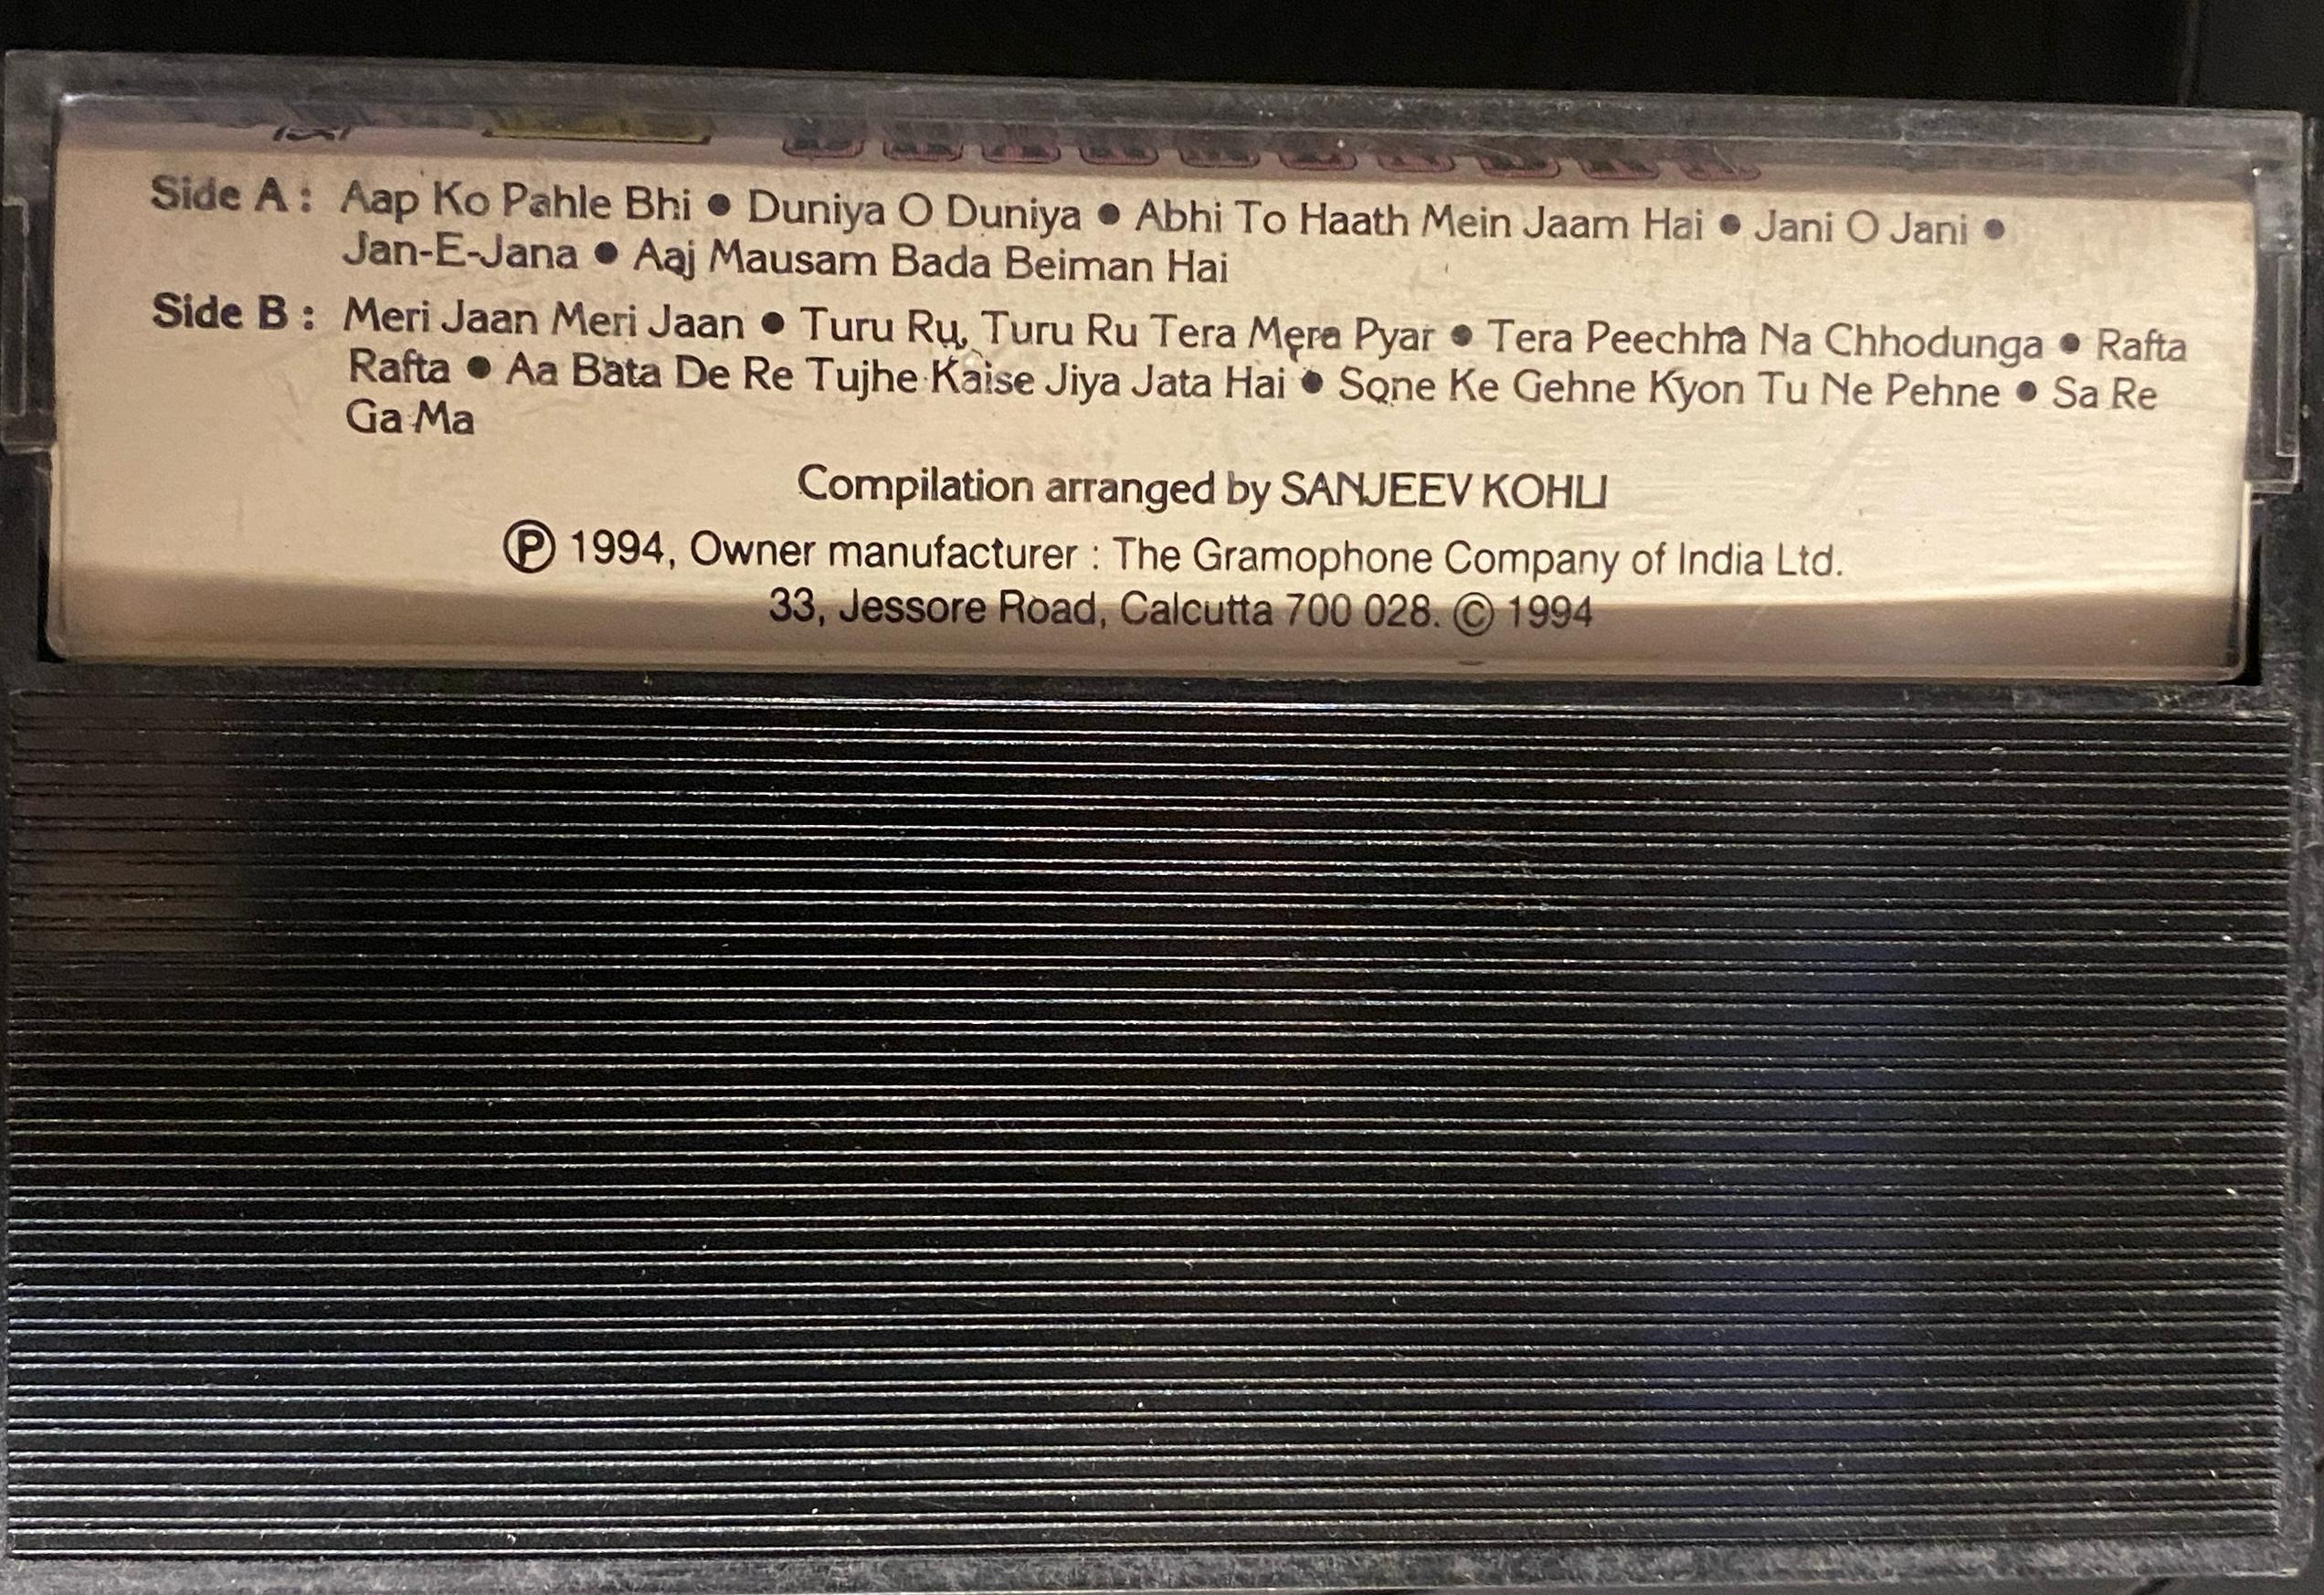 Side A : Aap Ko Pahle Bhi ● Duniya O Duniya ● Abhi To Haath Mein Jaam Hai ● Jani O Jani ●
Jan-E-Jana ● Aaj Mausam Bada Beiman Hai
Side B : Meri Jaan Meri Jaan ● Turu Ru, Turu Ru Tera Mera Pyar ● Tera Peechha Na Chhodunga ● Rafta
Rafta ● Aa Bata De Re Tujhe Kaise Jiya Jata Hai ● Sone Ke Gehne Kyon Tu Ne Pehne ● Sa Re
Ga Ma
Compilation arranged by SANJEEV KOHLI
Ⓟ 1994, Owner manufacturer : The Gramophone Company of India Ltd.
33, Jessore Road, Calcutta 700 028. © 1994